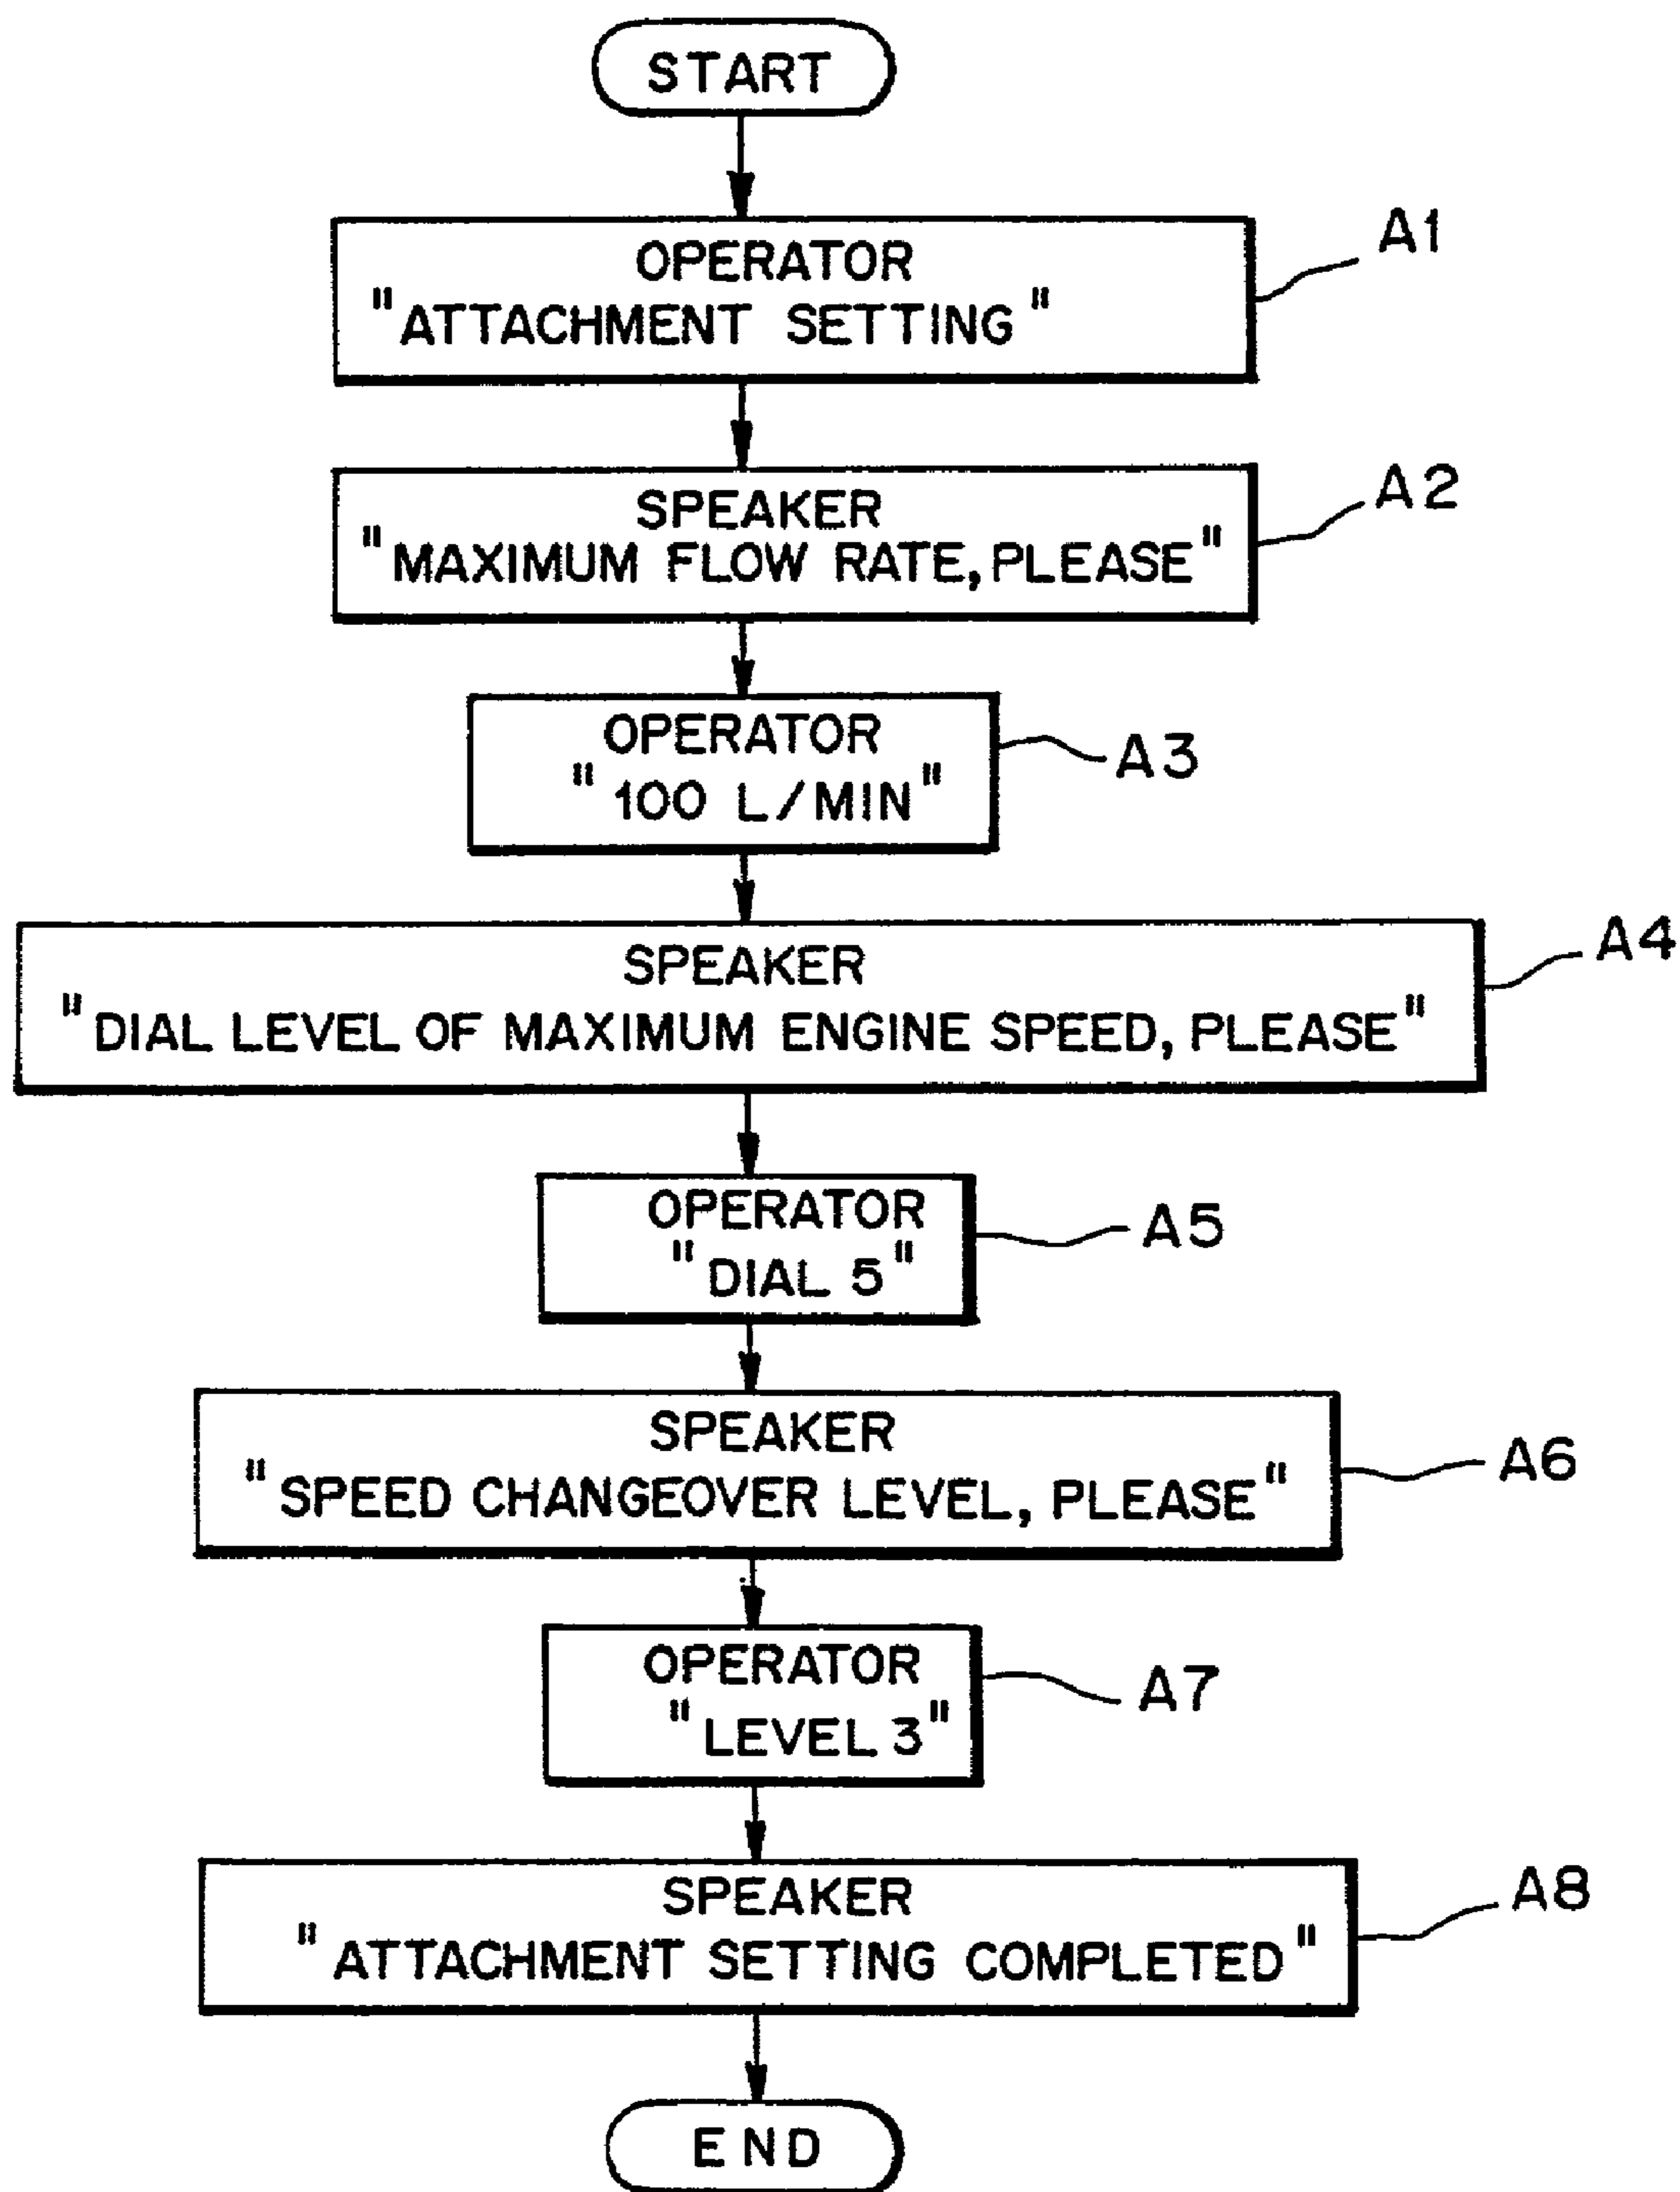 START
OPERATOR
"ATTACHMENT SETTING"
A1
SPEAKER
"MAXIMUM FLOW RATE, PLEASE"
A2
OPERATOR
"100 L/MIN"
A3
SPEAKER
"DIAL LEVEL OF MAXIMUM ENGINE SPEED, PLEASE"
A4
OPERATOR
"DIAL 5"
A5
SPEAKER
"SPEED CHANGEOVER LEVEL, PLEASE"
A6
OPERATOR
"LEVEL 3"
A7
SPEAKER
"ATTACHMENT SETTING COMPLETED"
A8
END